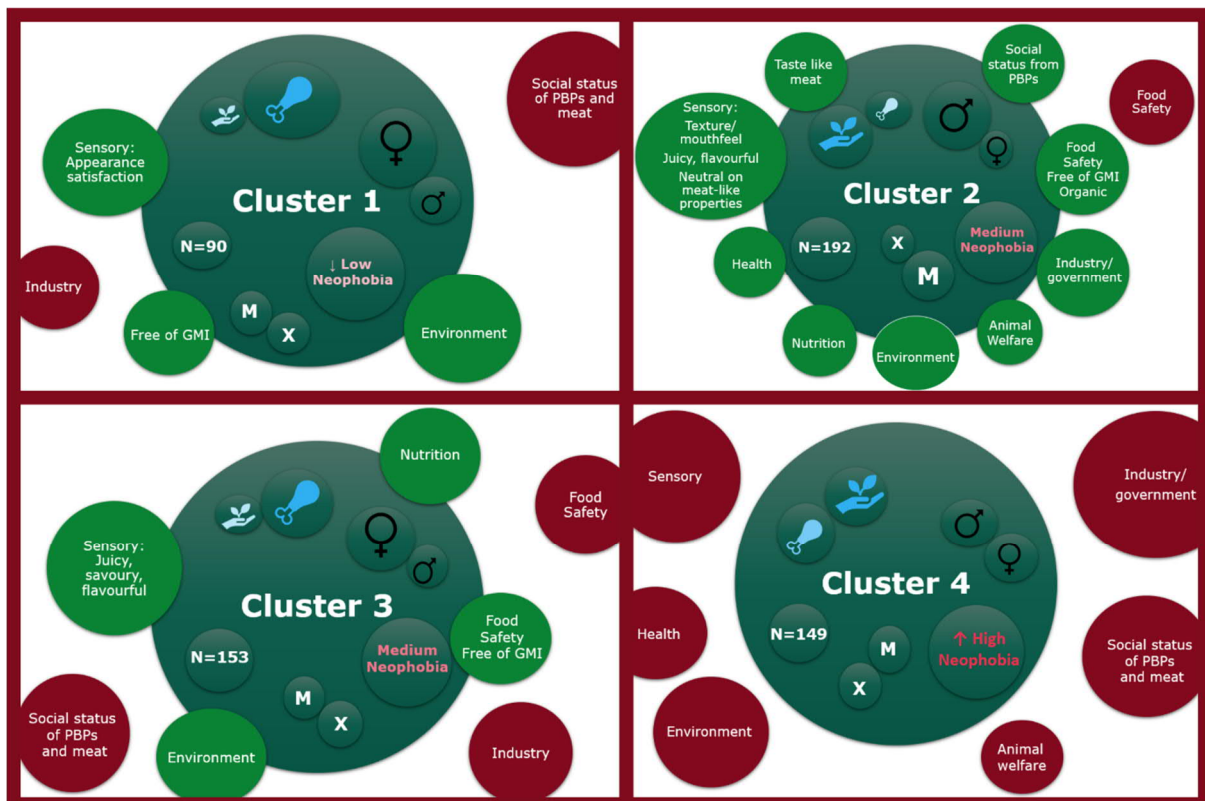 Social status
of PBPs and
meat
Sensory:
Appearance
satisfaction
Cluster 1
N=90
↓ Low
Neophobia
Industry
M
X
Free of GMI
Environment
Taste like
meat
Social
status from
PBPs
Food
Safety
Sensory:
Texture/
mouthfeel
Juicy, flavourful
Neutral on
meat-like
properties
Food
Safety
Free of GMI
Organic
Cluster 2
N=192
X
M
Medium
Neophobia
Health
Industry/
government
Nutrition
Environment
Animal
Welfare
Nutrition
Food
Safety
Sensory:
Juicy,
savoury,
flavourful
Cluster 3
N=153
Medium
Neophobia
Food
Safety
Free of GMI
M
X
Social status
of PBPs
and meat
Environment
Industry
Sensory
Industry/
government
Cluster 4
N=149
M
X
↑ High
Neophobia
Health
Social status
of PBPs
and meat
Environment
Animal
welfare